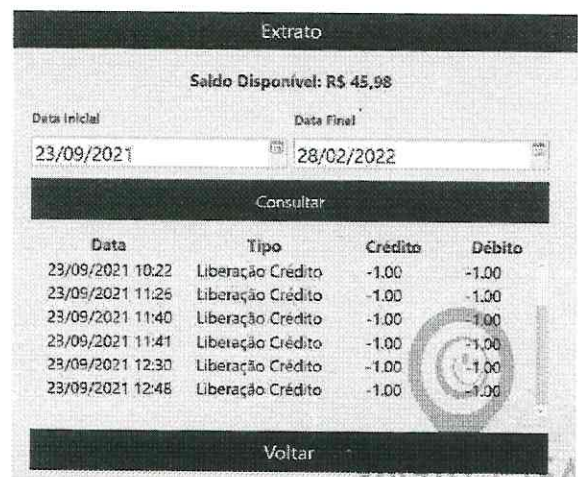 Extrato
Saldo Disponível: R$ 45,98
Data Inicial Data Final
23/09/2021 28/02/2022
Consultar
Data Tipo Crédito Débito
23/09/2021 10:22 Liberação Crédito -1.00 -1.00
23/09/2021 11:26 Liberação Crédito -1.00 -1.00
23/09/2021 11:40 Liberação Crédito -1.00 -1.00
23/09/2021 11:41 Liberação Crédito -1.00 -1.00
23/09/2021 12:30 Liberação Crédito -1.00 -1.00
23/09/2021 12:48 Liberação Crédito -1.00 -1.00
Voltar